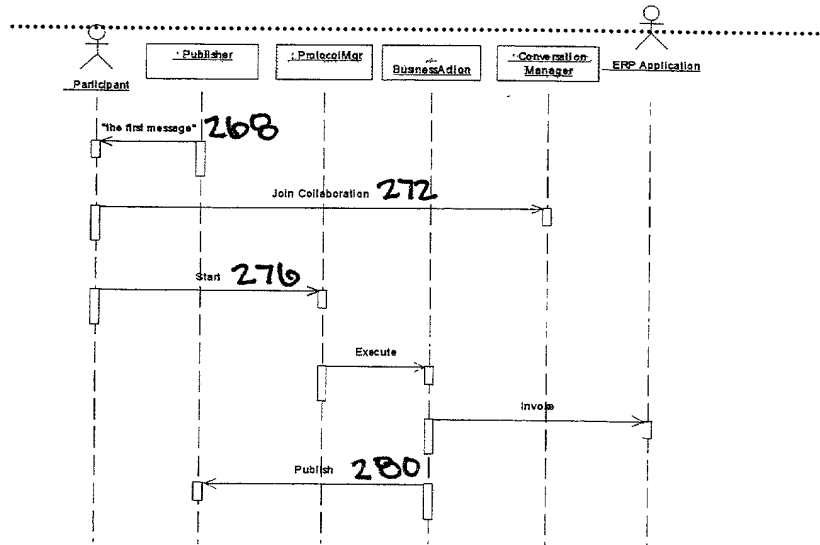 : Publisher
: ProtocolMgr
:
BusinessAdion
: Conversation
Manager
ERP Application
Participant
"the first message" 268
Join Collaboration 272
Start 276
Execute
Invoke
Publish 280